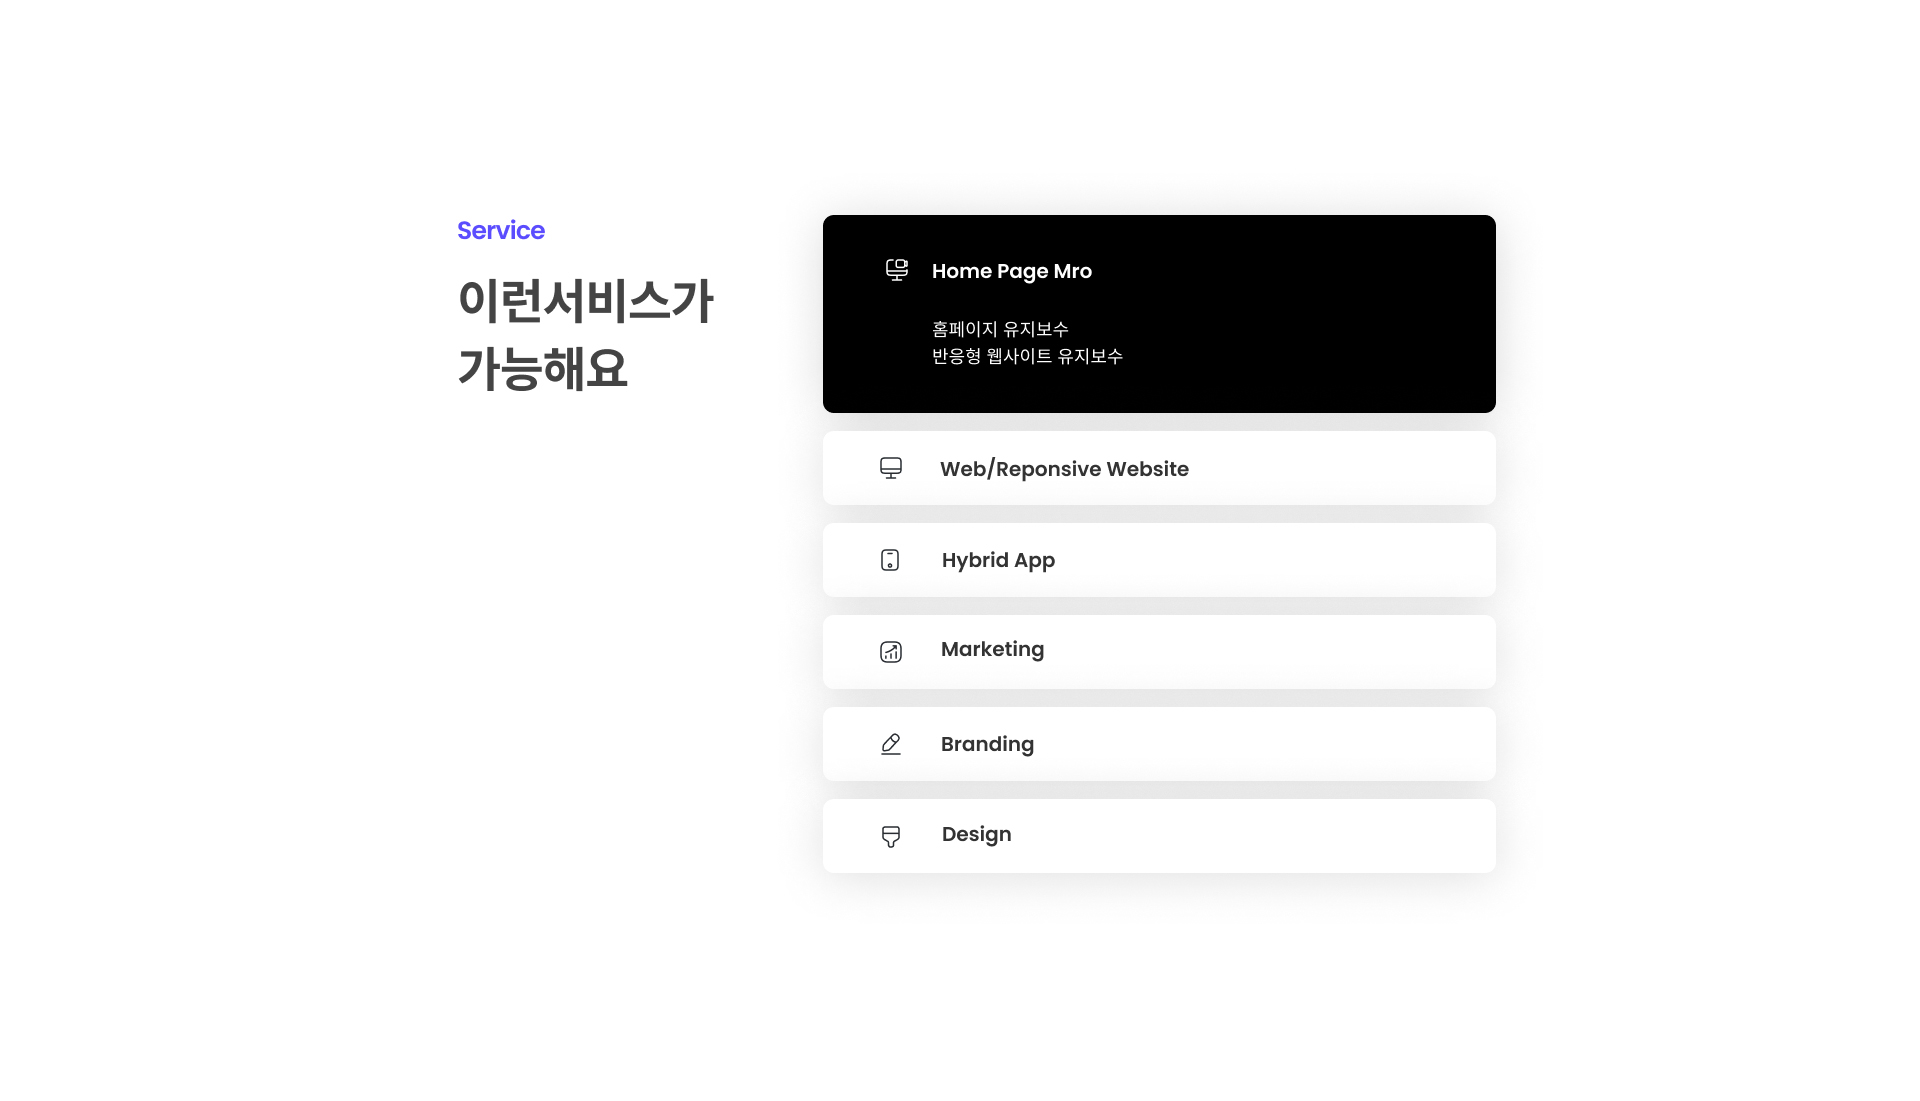 Service
이런서비스가
가능해요
Home Page Mro
홈페이지 유지보수
반응형 웹사이트 유지보수
Web/Reponsive Website
Hybrid App
Marketing
Branding
Design